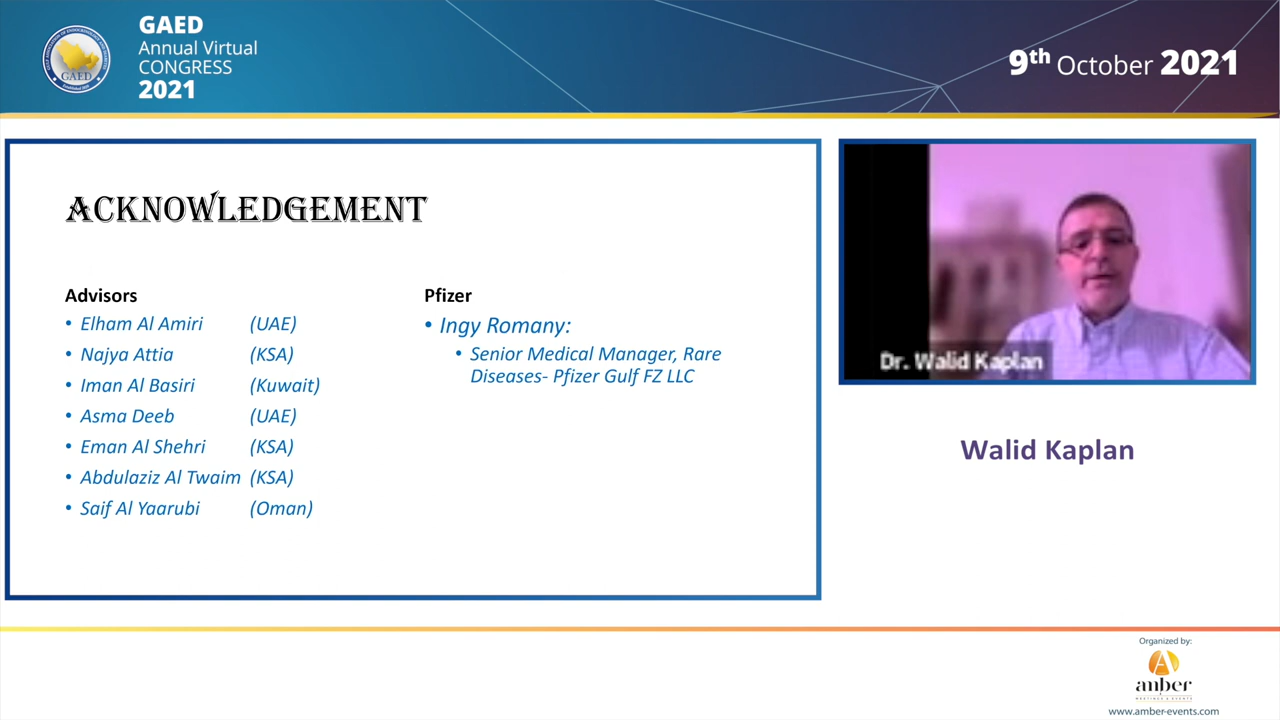 GAED
Annual Virtual
CONGRESS
2021
GAED
9th October 2021
ACKNOWLEDGEMENT
Advisors
• Elham Al Amiri (UAE)
• Najya Attia (KSA)
• Iman Al Basiri (Kuwait)
• Asma Deeb (UAE)
• Eman Al Shehri (KSA)
• Abdulaziz Al Twaim (KSA)
• Saif Al Yaarubi (Oman)
Pfizer
• Ingy Romany:
• Senior Medical Manager, Rare
Diseases- Pfizer Gulf FZ LLC
Dr. Walid Kaplan
Walid Kaplan
Organized by:
amber
MEETINGS & EVENTS
www.amber-events.com